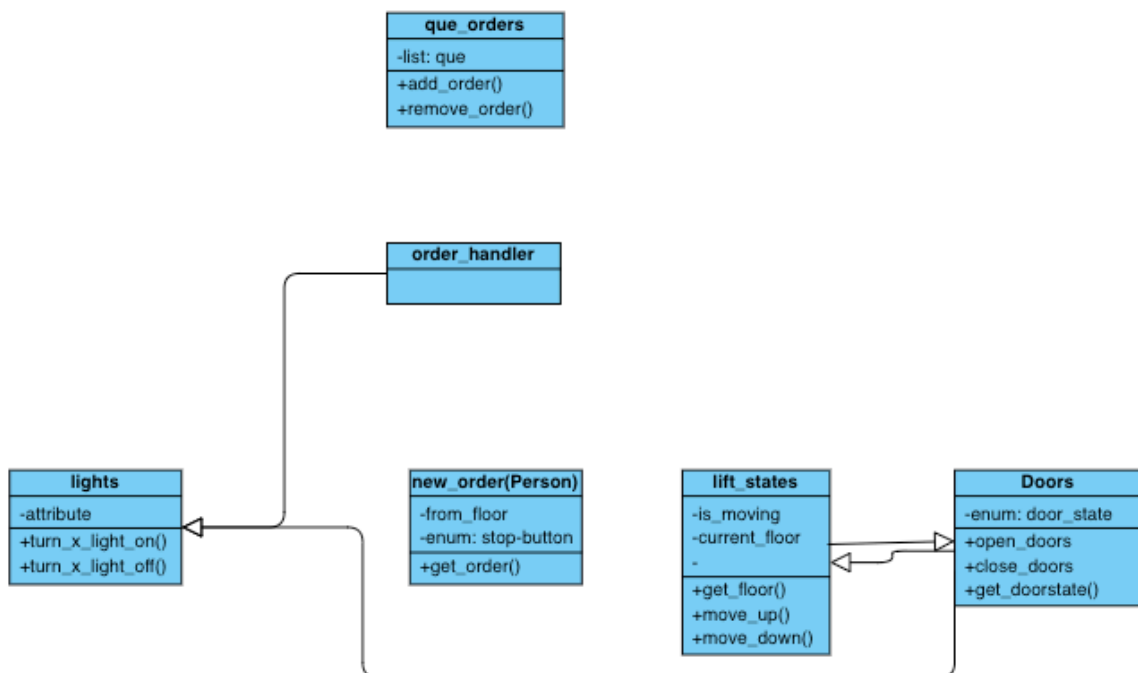 que_orders
-list: que
+add_order()
+remove_order()
order_handler
lights
-attribute
+turn_x_light_on()
+turn_x_light_off()
new_order(Person)
-from_floor
-enum: stop-button
+get_order()
lift_states
-is_moving
-current_floor
-
+get_floor()
+move_up()
+move_down()
Doors
-enum: door_state
+open_doors
+close_doors
+get_doorstate()